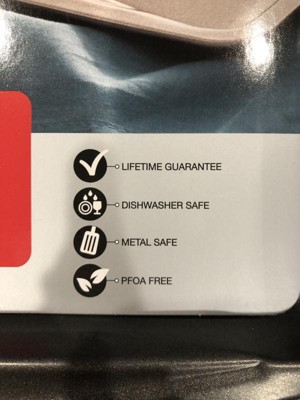 LIFETIME GUARANTEE
DISHWASHER SAFE
METAL SAFE
PFOA FREE